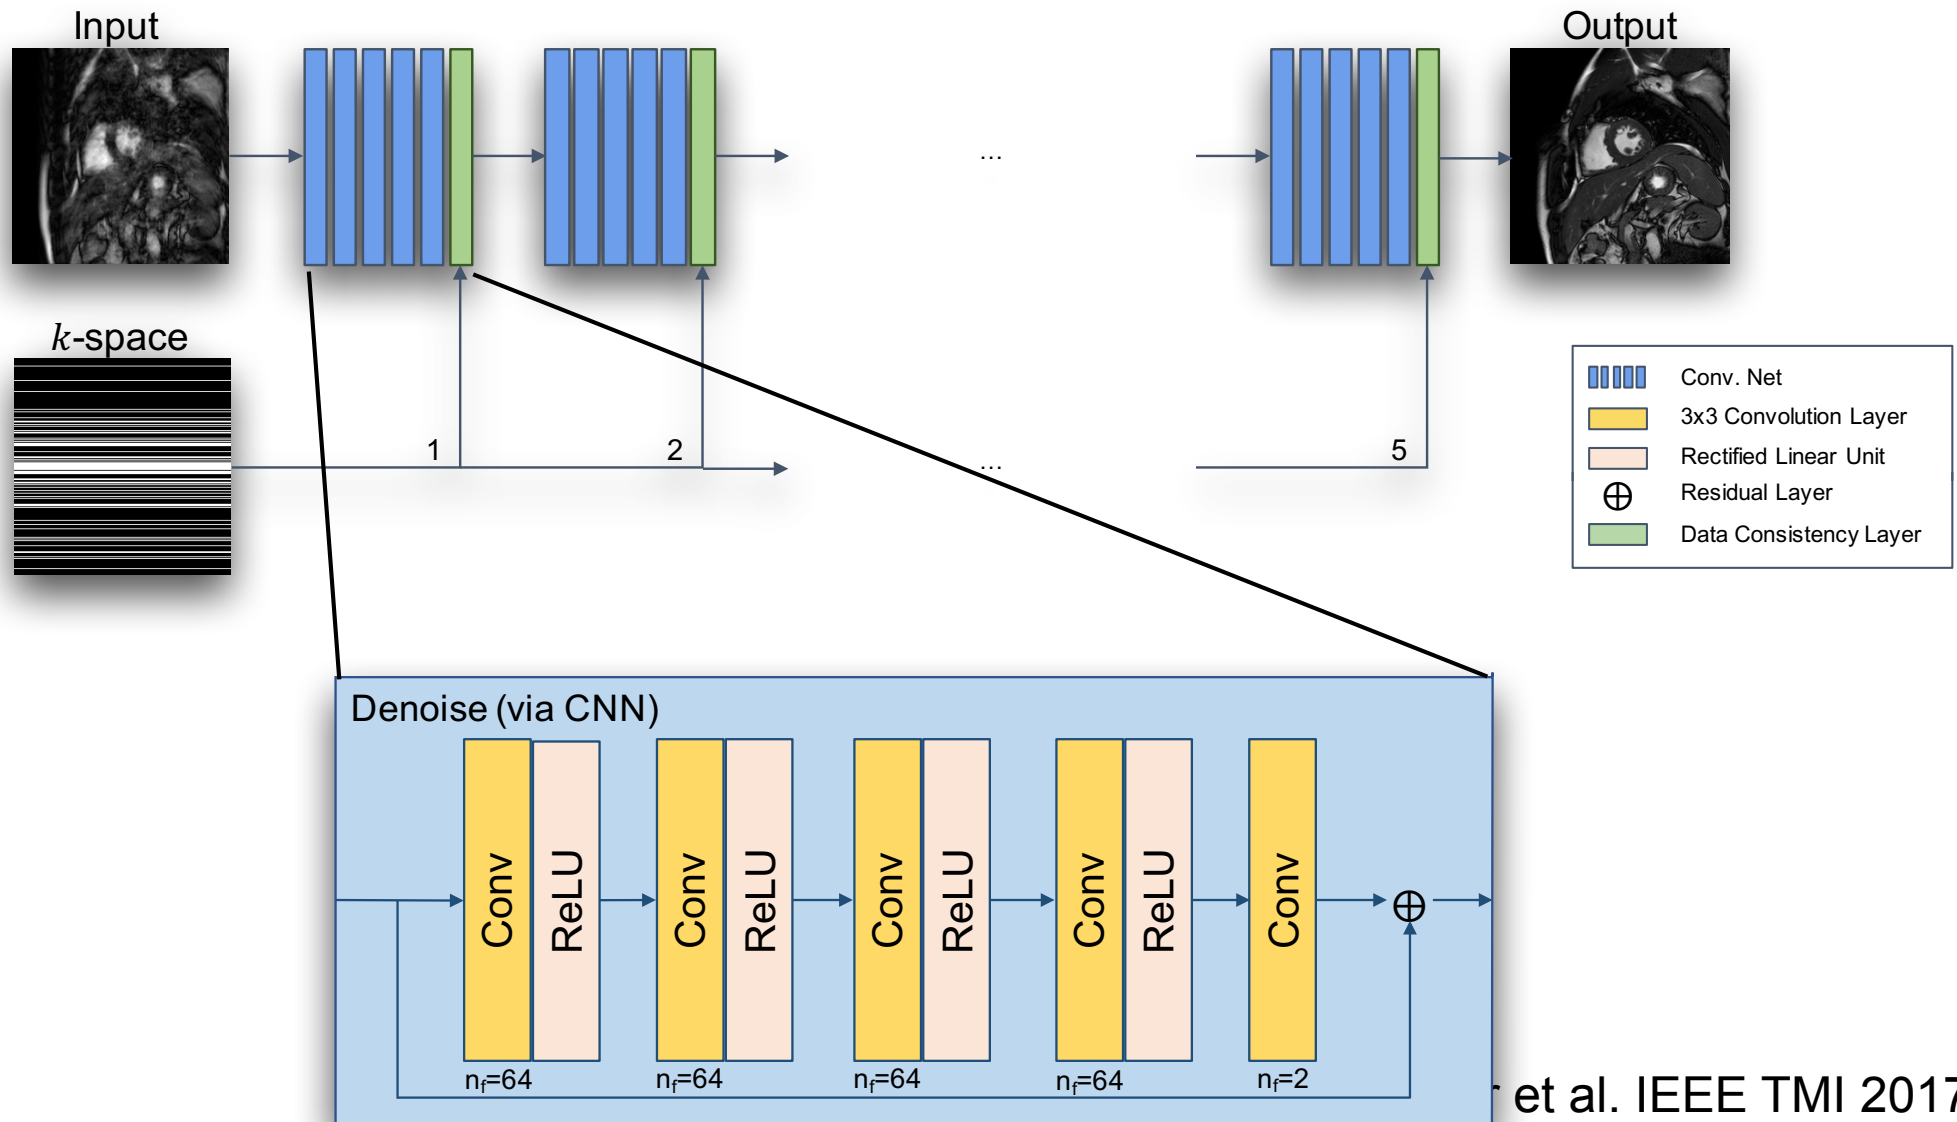 Input
Output
...
k-space
1
2
...
5
Conv. Net
3x3 Convolution Layer
Rectified Linear Unit
Residual Layer
Data Consistency Layer
Denoise (via CNN)
Conv
ReLU
Conv
ReLU
Conv
ReLU
Conv
ReLU
Conv
nf=64
nf=64
nf=64
nf=64
nf=2
et al. IEEE TMI 2017